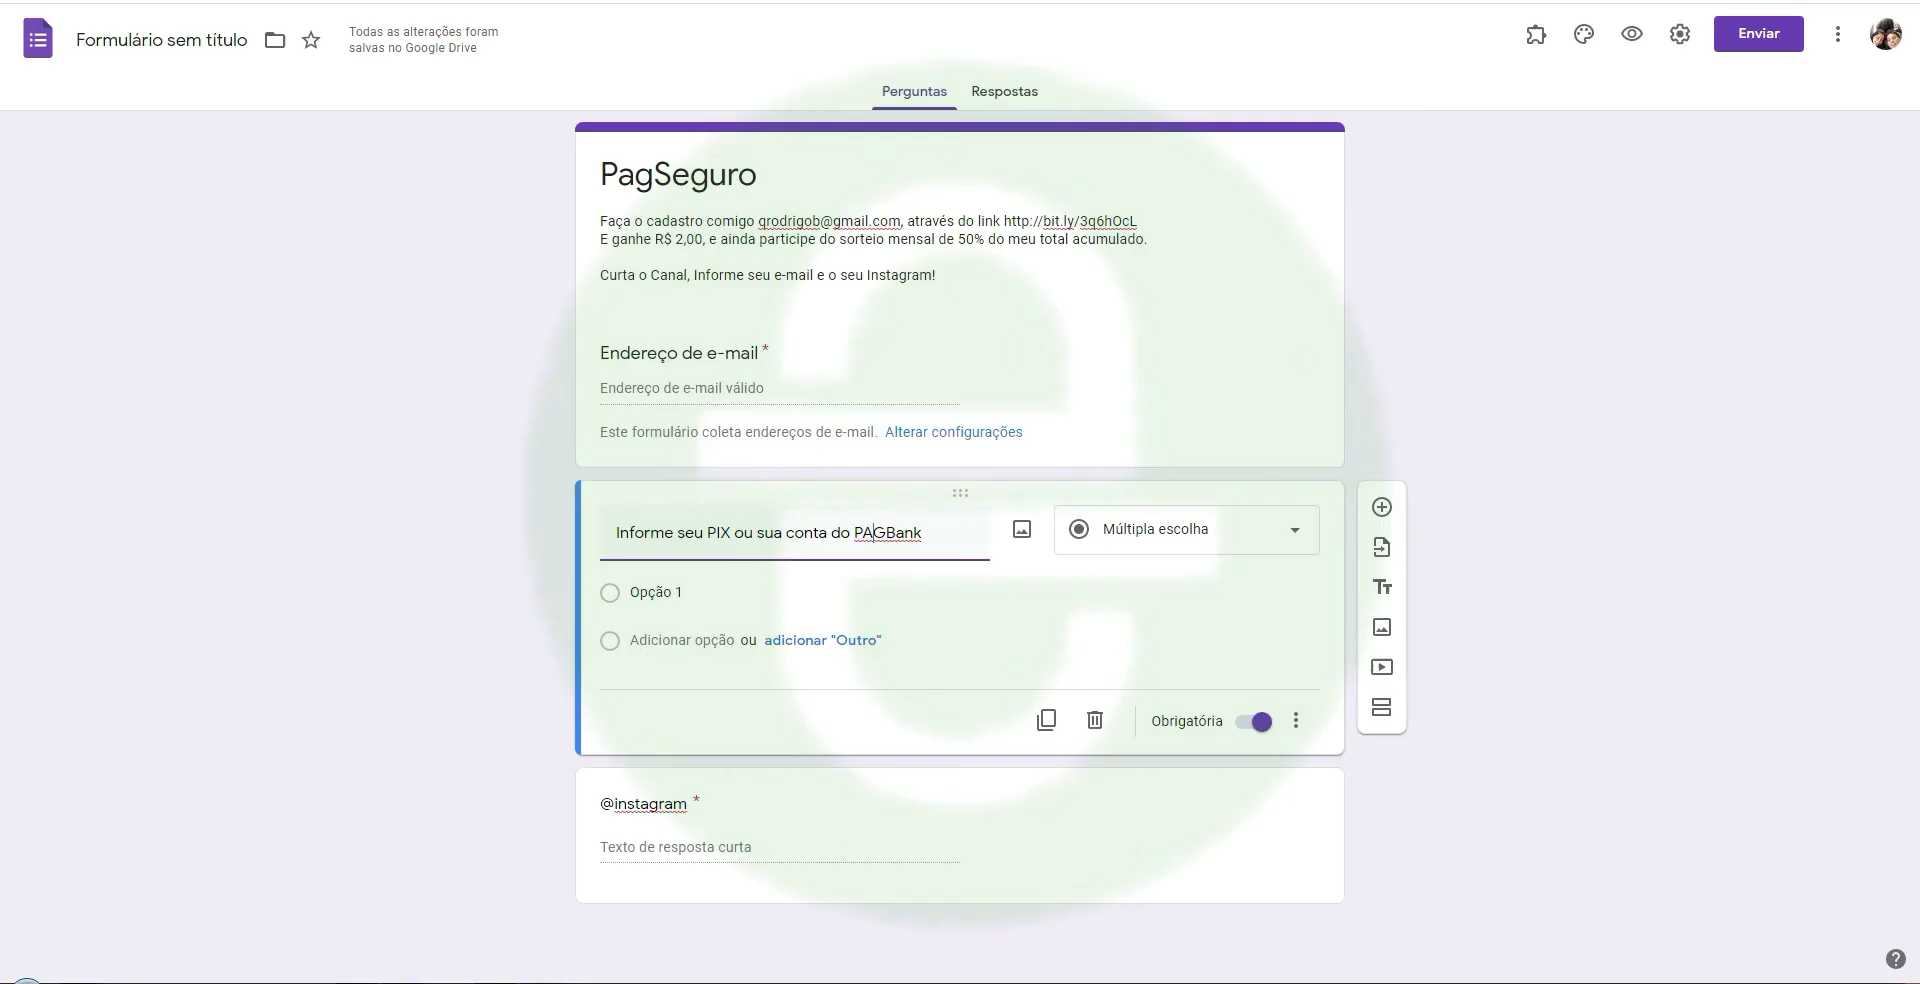 Formulário sem título
Todas as alterações foram
salvas no Google Drive
Enviar
Perguntas
Respostas
PagSeguro
Faça o cadastro comigo qrodrigob@gmail.com, através do link http://bit.ly/3q6hOcL
E ganhe R$ 2,00, e ainda participe do sorteio mensal de 50% do meu total acumulado.
Curta o Canal, Informe seu e-mail e o seu Instagram!
Endereço de e-mail *
Endereço de e-mail válido
Este formulário coleta endereços de e-mail. Alterar configurações
Informe seu PIX ou sua conta do PAGBank
Múltipla escolha
Opção 1
Adicionar opção ou adicionar "Outro"
Obrigatória
@instagram *
Texto de resposta curta